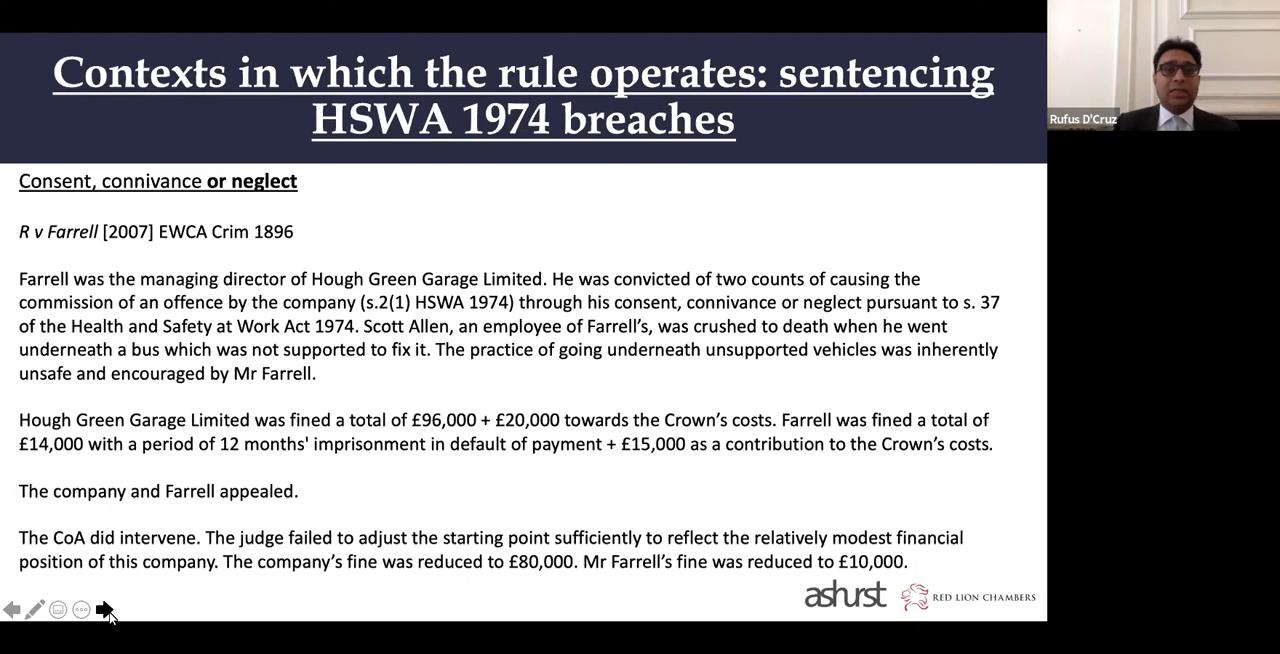 Contexts in which the rule operates: sentencing
HSWA 1974 breaches
Rufus D'Cruz
Consent, connivance or neglect
R v Farrell [2007] EWCA Crim 1896
Farrell was the managing director of Hough Green Garage Limited. He was convicted of two counts of causing the
commission of an offence by the company (s.2(1) HSWA 1974) through his consent, connivance or neglect pursuant to s. 37
of the Health and Safety at Work Act 1974. Scott Allen, an employee of Farrell's, was crushed to death when he went
underneath a bus which was not supported to fix it. The practice of going underneath unsupported vehicles was inherently
unsafe and encouraged by Mr Farrell.
Hough Green Garage Limited was fined a total of £96,000 + £20,000 towards the Crown's costs. Farrell was fined a total of
£14,000 with a period of 12 months' imprisonment in default of payment + £15,000 as a contribution to the Crown's costs.
The company and Farrell appealed.
The CoA did intervene. The judge failed to adjust the starting point sufficiently to reflect the relatively modest financial
position of this company. The company's fine was reduced to £80,000. Mr Farrell's fine was reduced to £10,000.
ashurst
RED LION CHAMBERS